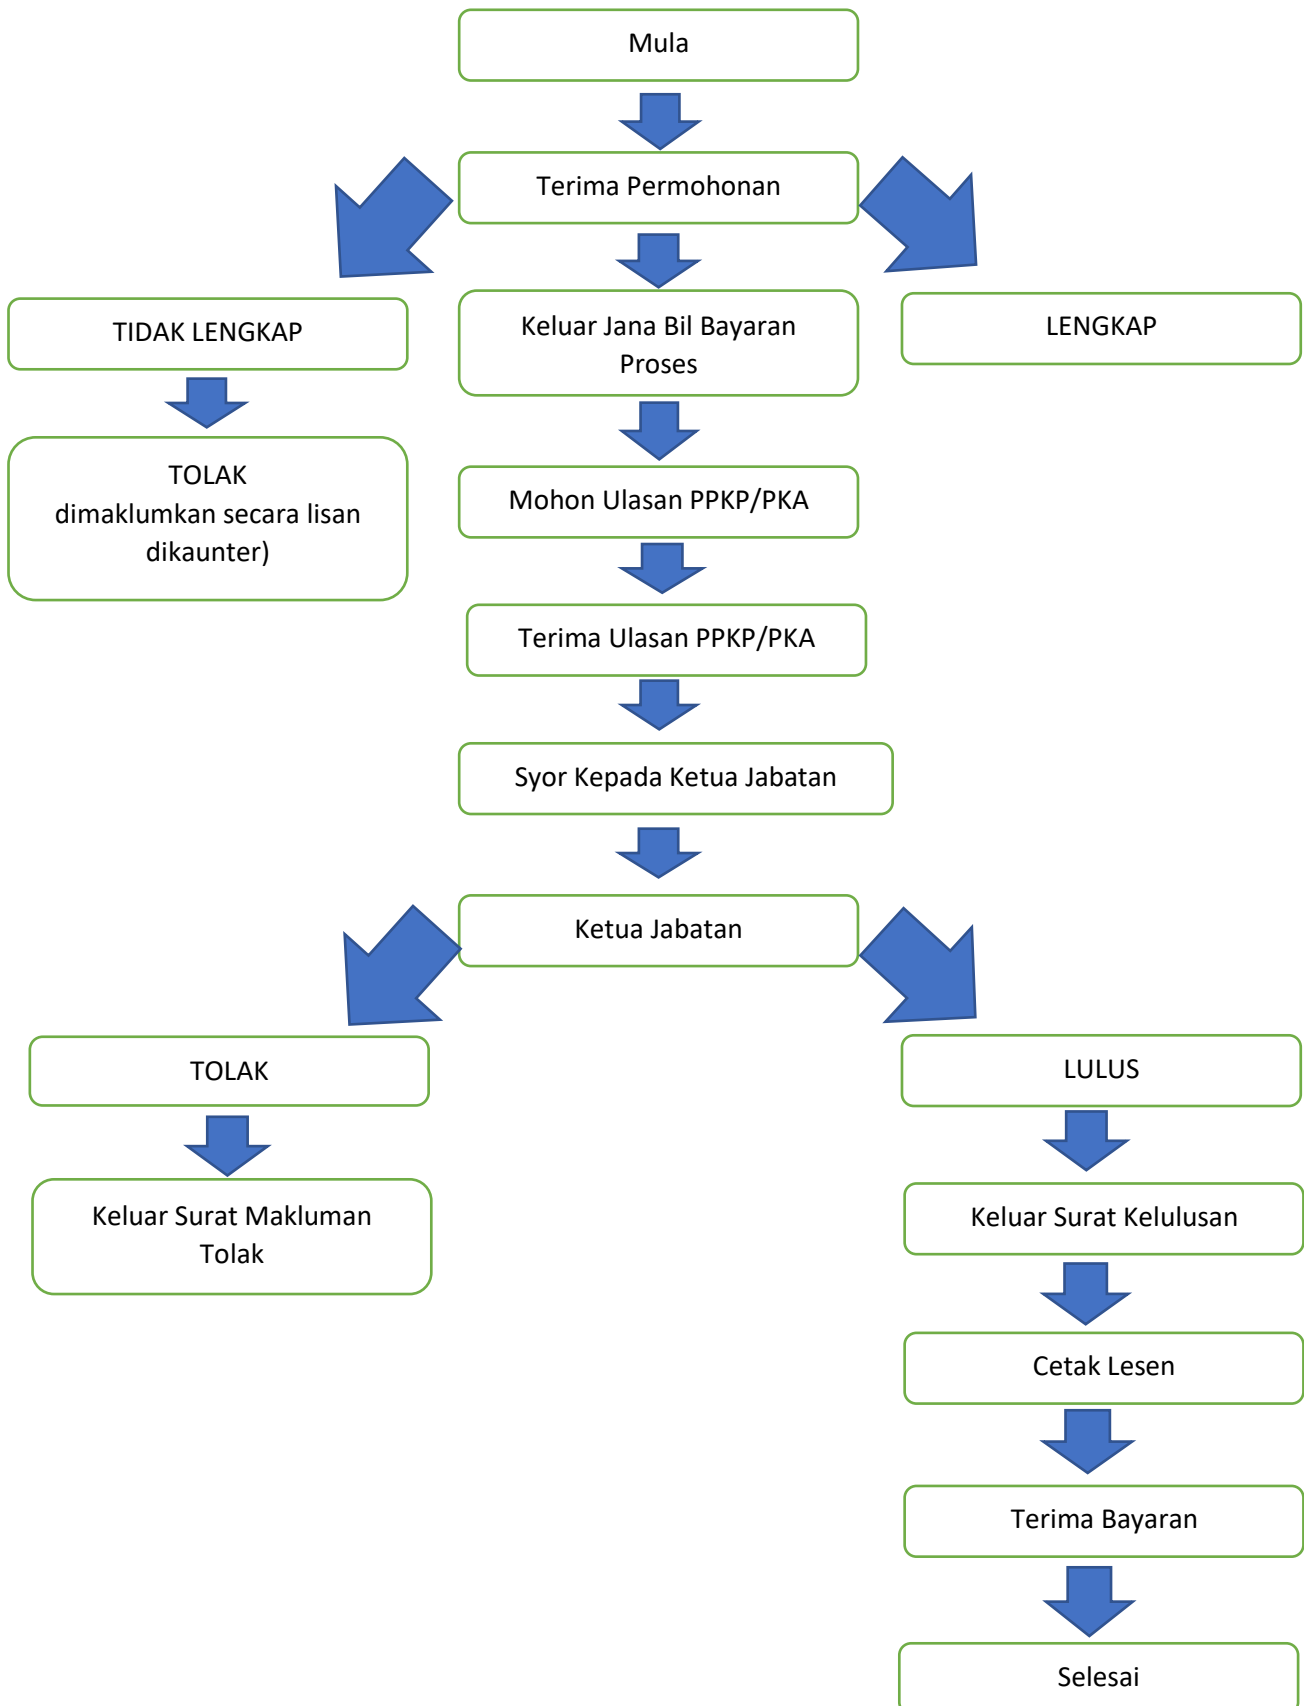 Mula
Terima Permohonan
TIDAK LENGKAP
Keluar Jana Bil Bayaran
Proses
LENGKAP
TOLAK
dimaklumkan secara lisan
dikaunter)
Mohon Ulasan PPKP/PKA
Terima Ulasan PPKP/PKA
Syor Kepada Ketua Jabatan
Ketua Jabatan
TOLAK
LULUS
Keluar Surat Makluman
Tolak
Keluar Surat Kelulusan
Cetak Lesen
Terima Bayaran
Selesai